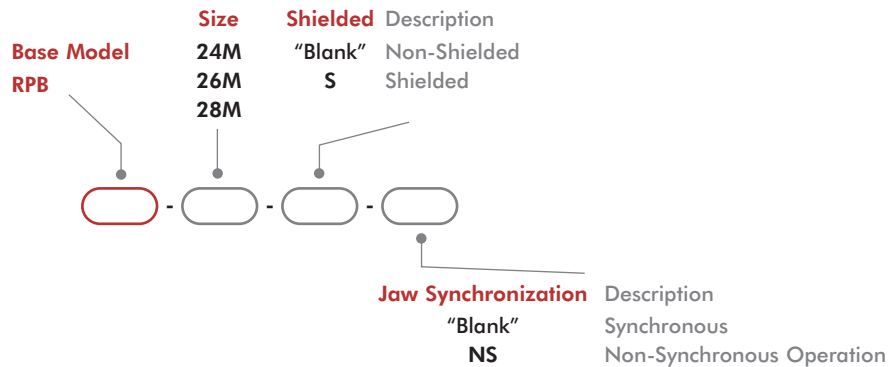 Size Shielded Description
Base Model 24M “Blank” Non-Shielded
RPB 26M S Shielded
28M
- - -
Jaw Synchronization Description
“Blank” Synchronous
NS Non-Synchronous Operation